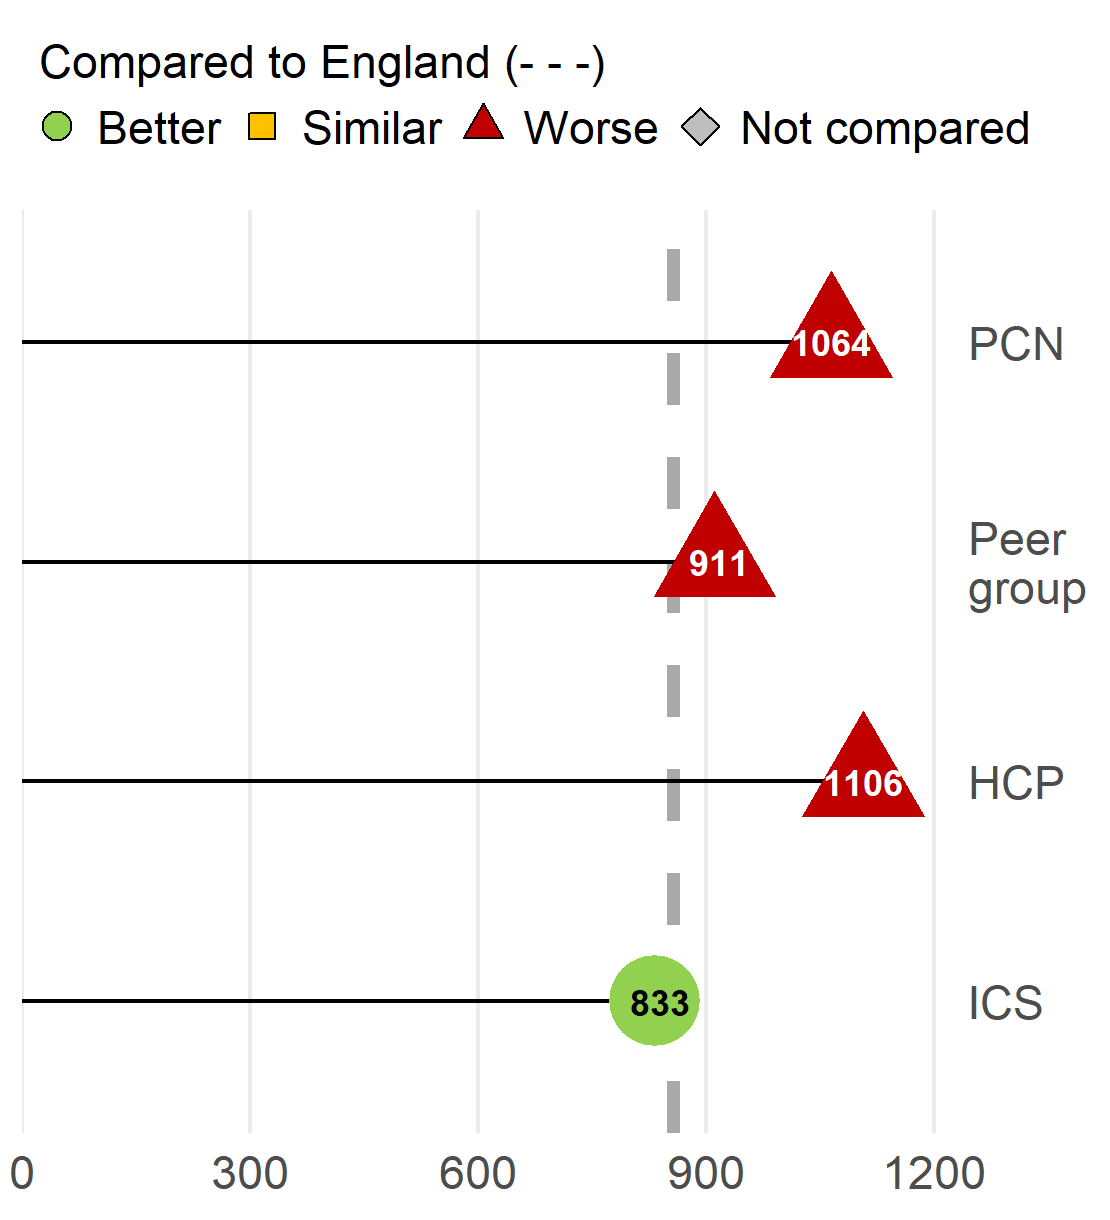 Compared to England (- - -)
Better Similar Worse Not compared
1064 PCN
Peer
911
group
1106 HCP
833 ICS
0 300 600 900 1200